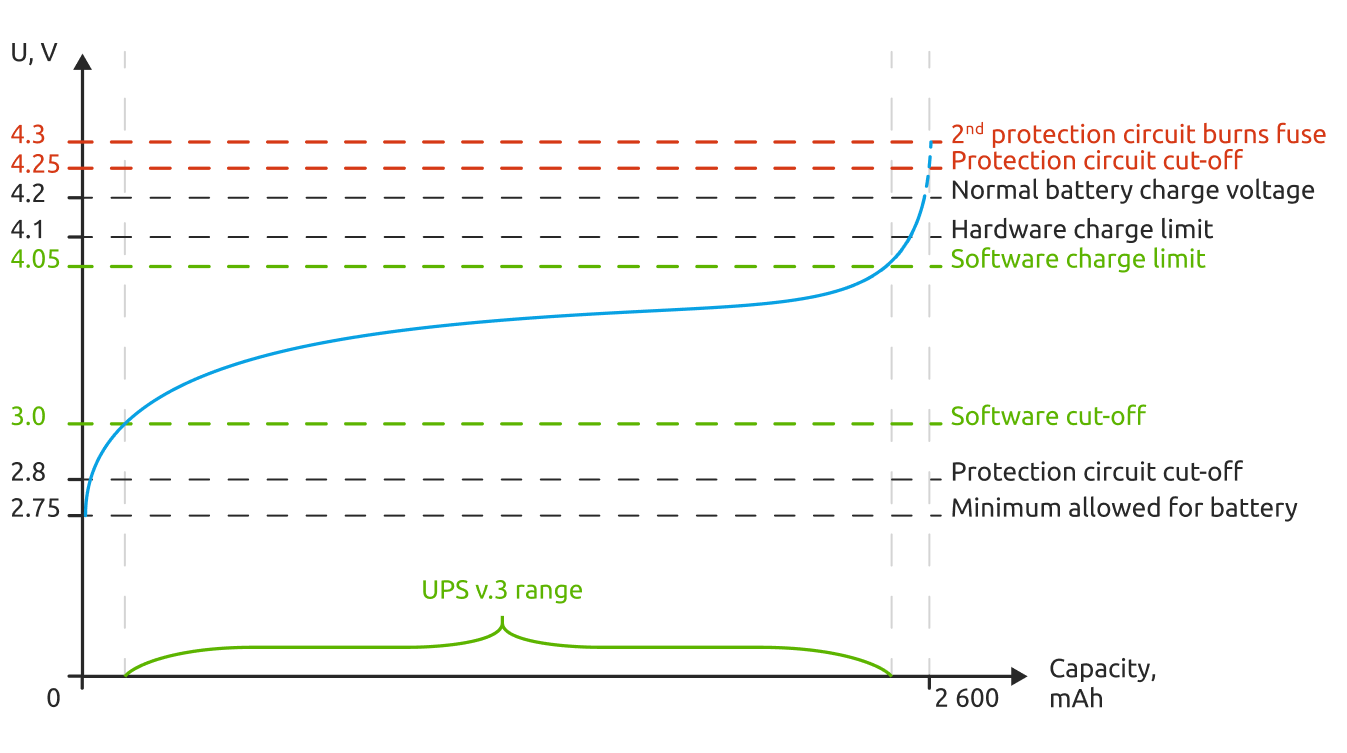 U, V
4.3
2nd protection circuit burns fuse
4.25
Protection circuit cut-off
4.2
Normal battery charge voltage
4.1
Hardware charge limit
4.05
Software charge limit
3.0
Software cut-off
2.8
Protection circuit cut-off
2.75
Minimum allowed for battery
UPS v.3 range
0
2 600
Capacity,
mAh